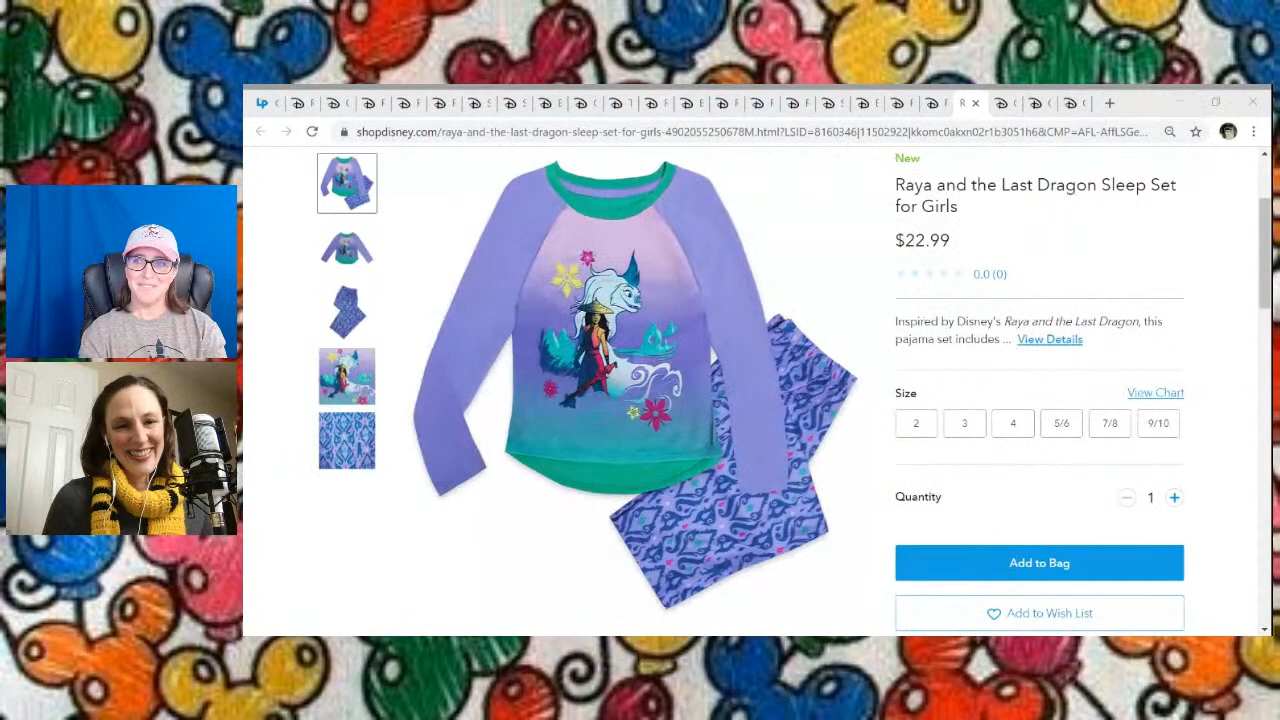 Lp
shopdisney.com/raya-and-the-last-dragon-sleep-set-for-girls-4902055250678M.html?LSID=8160346|11502922|kkomc0akxn02r1b3051h6&CMP=AFL-AffLSGe...
New
Raya and the Last Dragon Sleep Set
for Girls
$22.99
0.0 (0)
Inspired by Disney's Raya and the Last Dragon, this
pajama set includes ... View Details
Size
View Chart
2 3 4 5/6 7/8 9/10
Quantity
1
Add to Bag
Add to Wish List